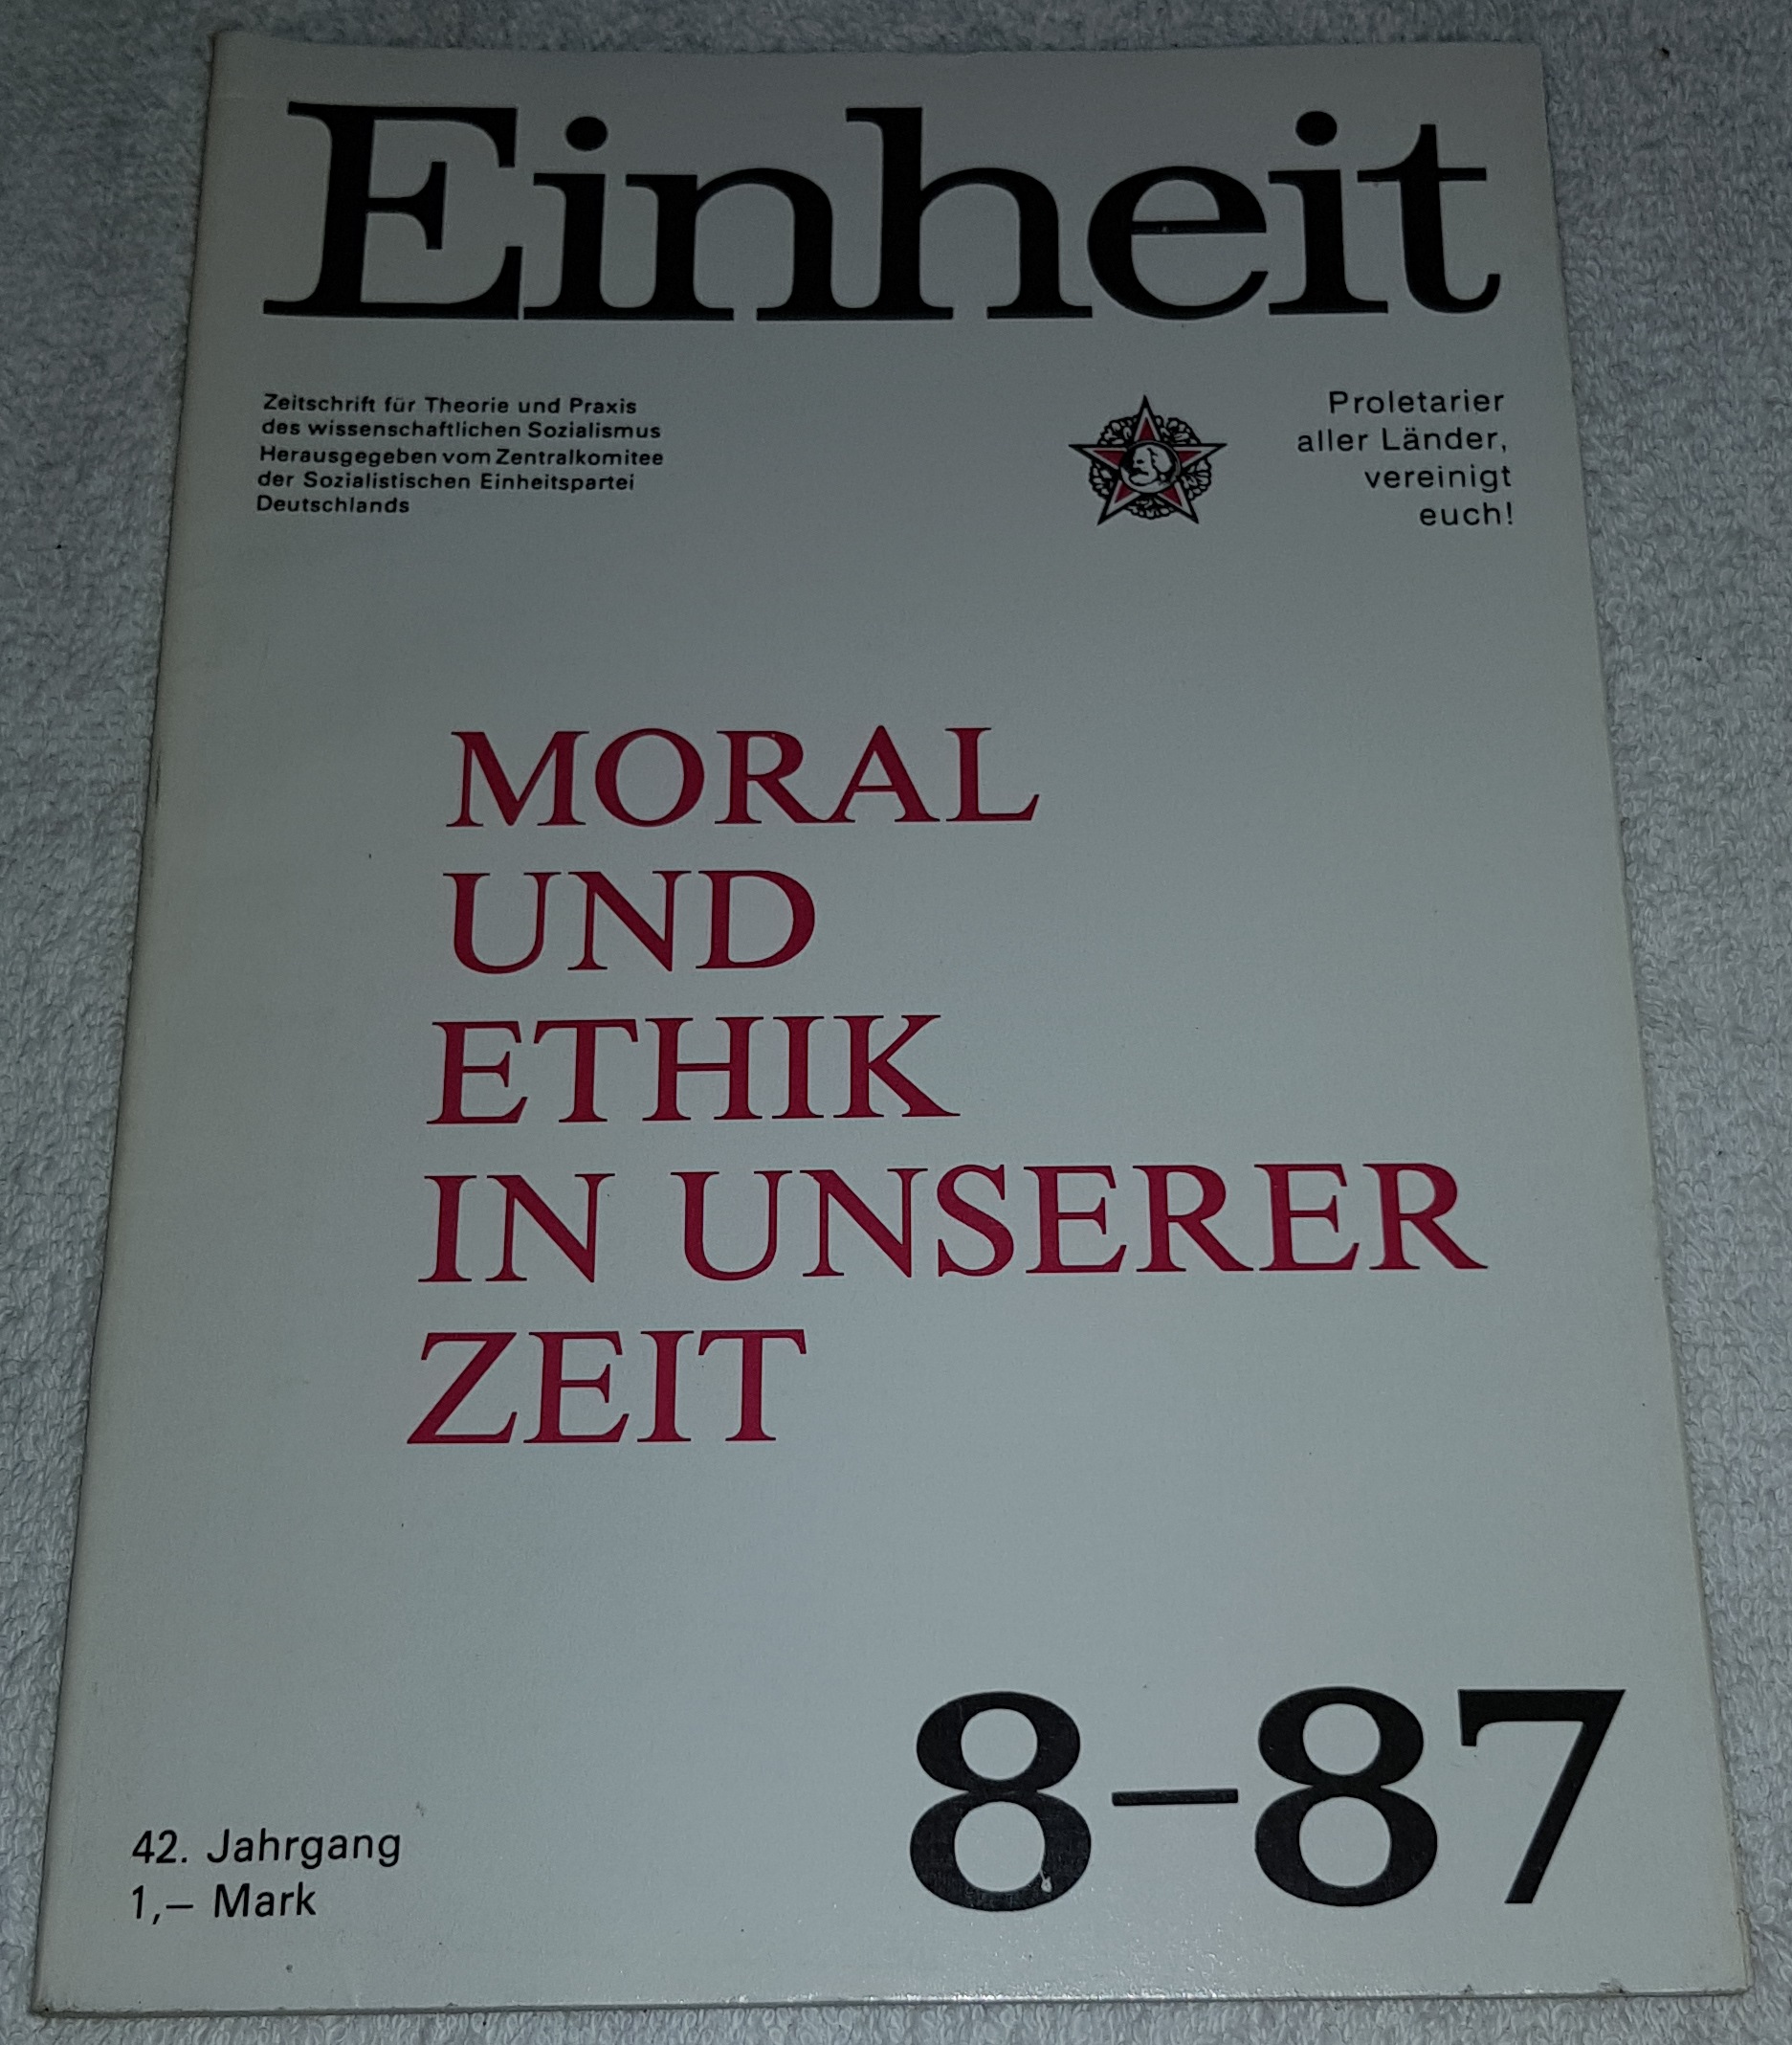 Einheit
Zeitschrift für Theorie und Praxis
des wissenschaftlichen Sozialismus
Herausgegeben vom Zentralkomitee
der Sozialistischen Einheitspartei
Deutschlands
Proletarier
aller Länder,
vereinigt
euch!
MORAL
UND
ETHIK
IN UNSERER
ZEIT
8–87
42. Jahrgang
1,– Mark